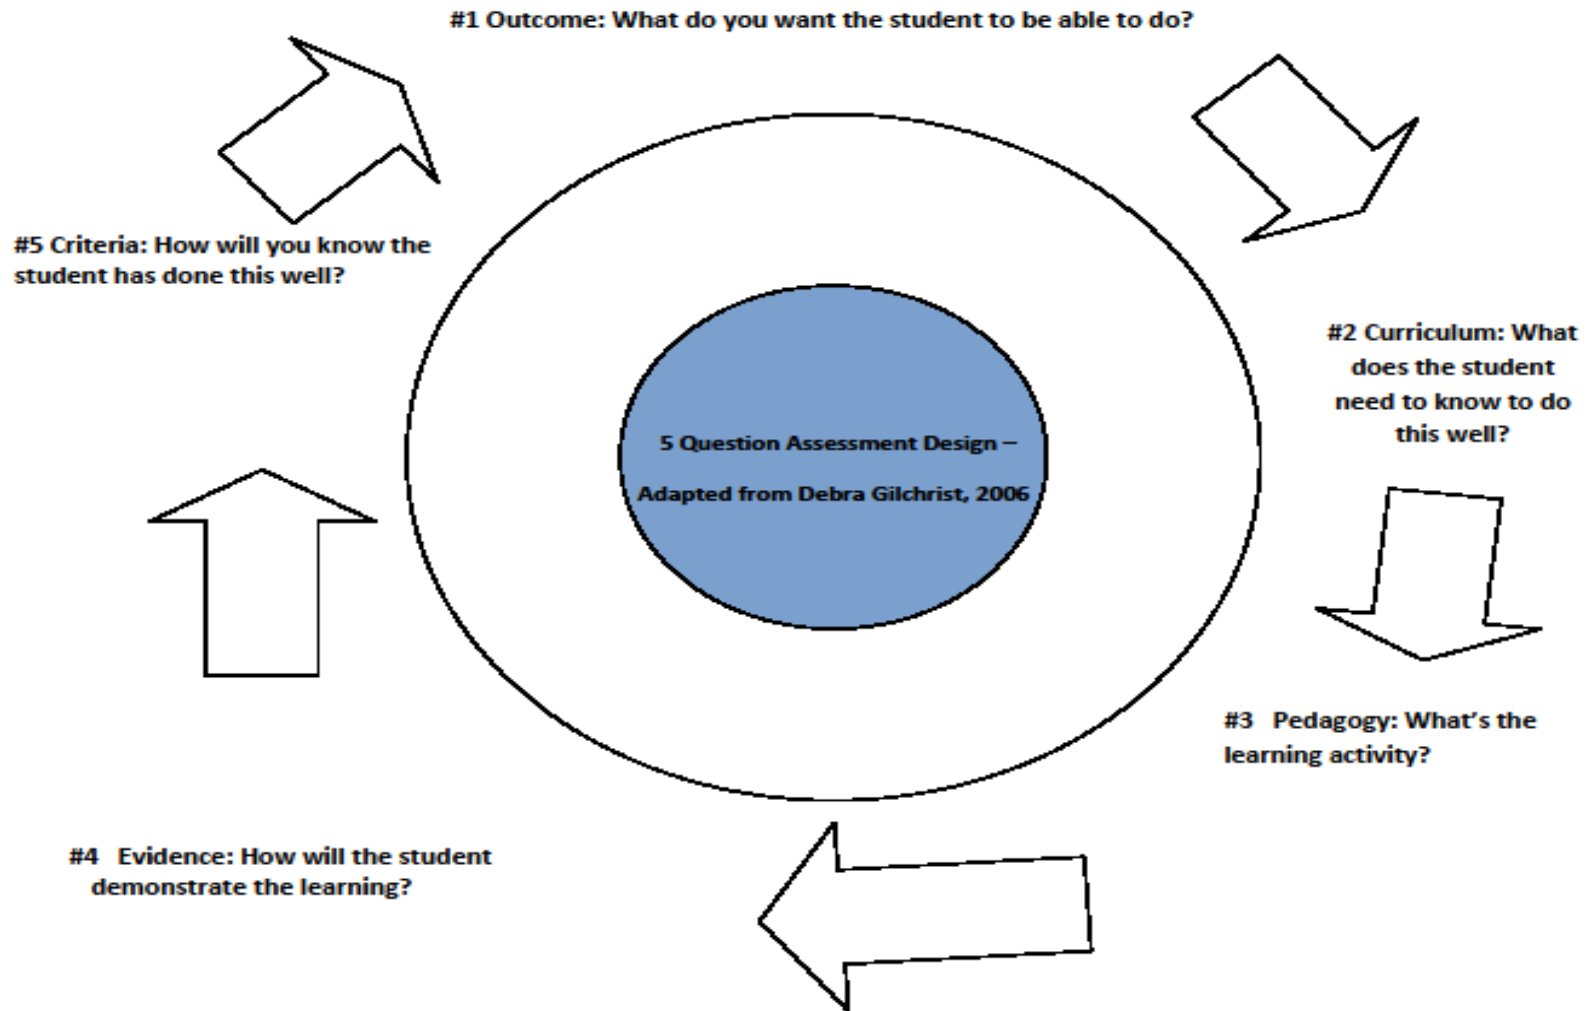 #1 Outcome: What do you want the student to be able to do?
#2 Curriculum: What
does the student
need to know to do
this well?
#3 Pedagogy: What's the
learning activity?
#4 Evidence: How will the student
demonstrate the learning?
#5 Criteria: How will you know the
student has done this well?
5 Question Assessment Design –
Adapted from Debra Gilchrist, 2006